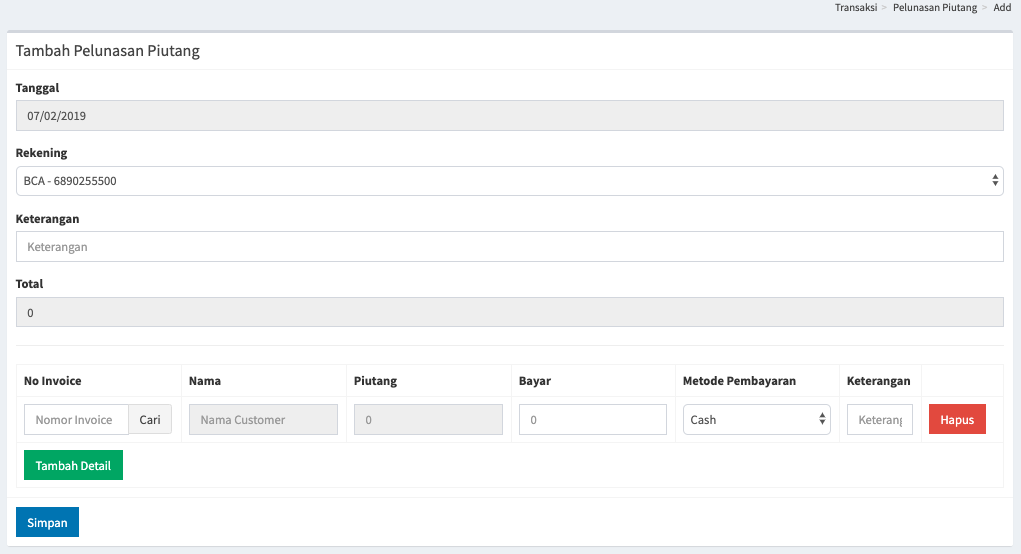 Transaksi > Pelunasan Piutang > Add
Tambah Pelunasan Piutang
Tanggal
07/02/2019
Rekening
BCA - 6890255500
Keterangan
Keterangan
Total
0
No Invoice Nama Piutang Bayar Metode Pembayaran Keterangan
Nomor Invoice Cari Nama Customer 0 0 Cash Keterang Hapus
Tambah Detail
Simpan